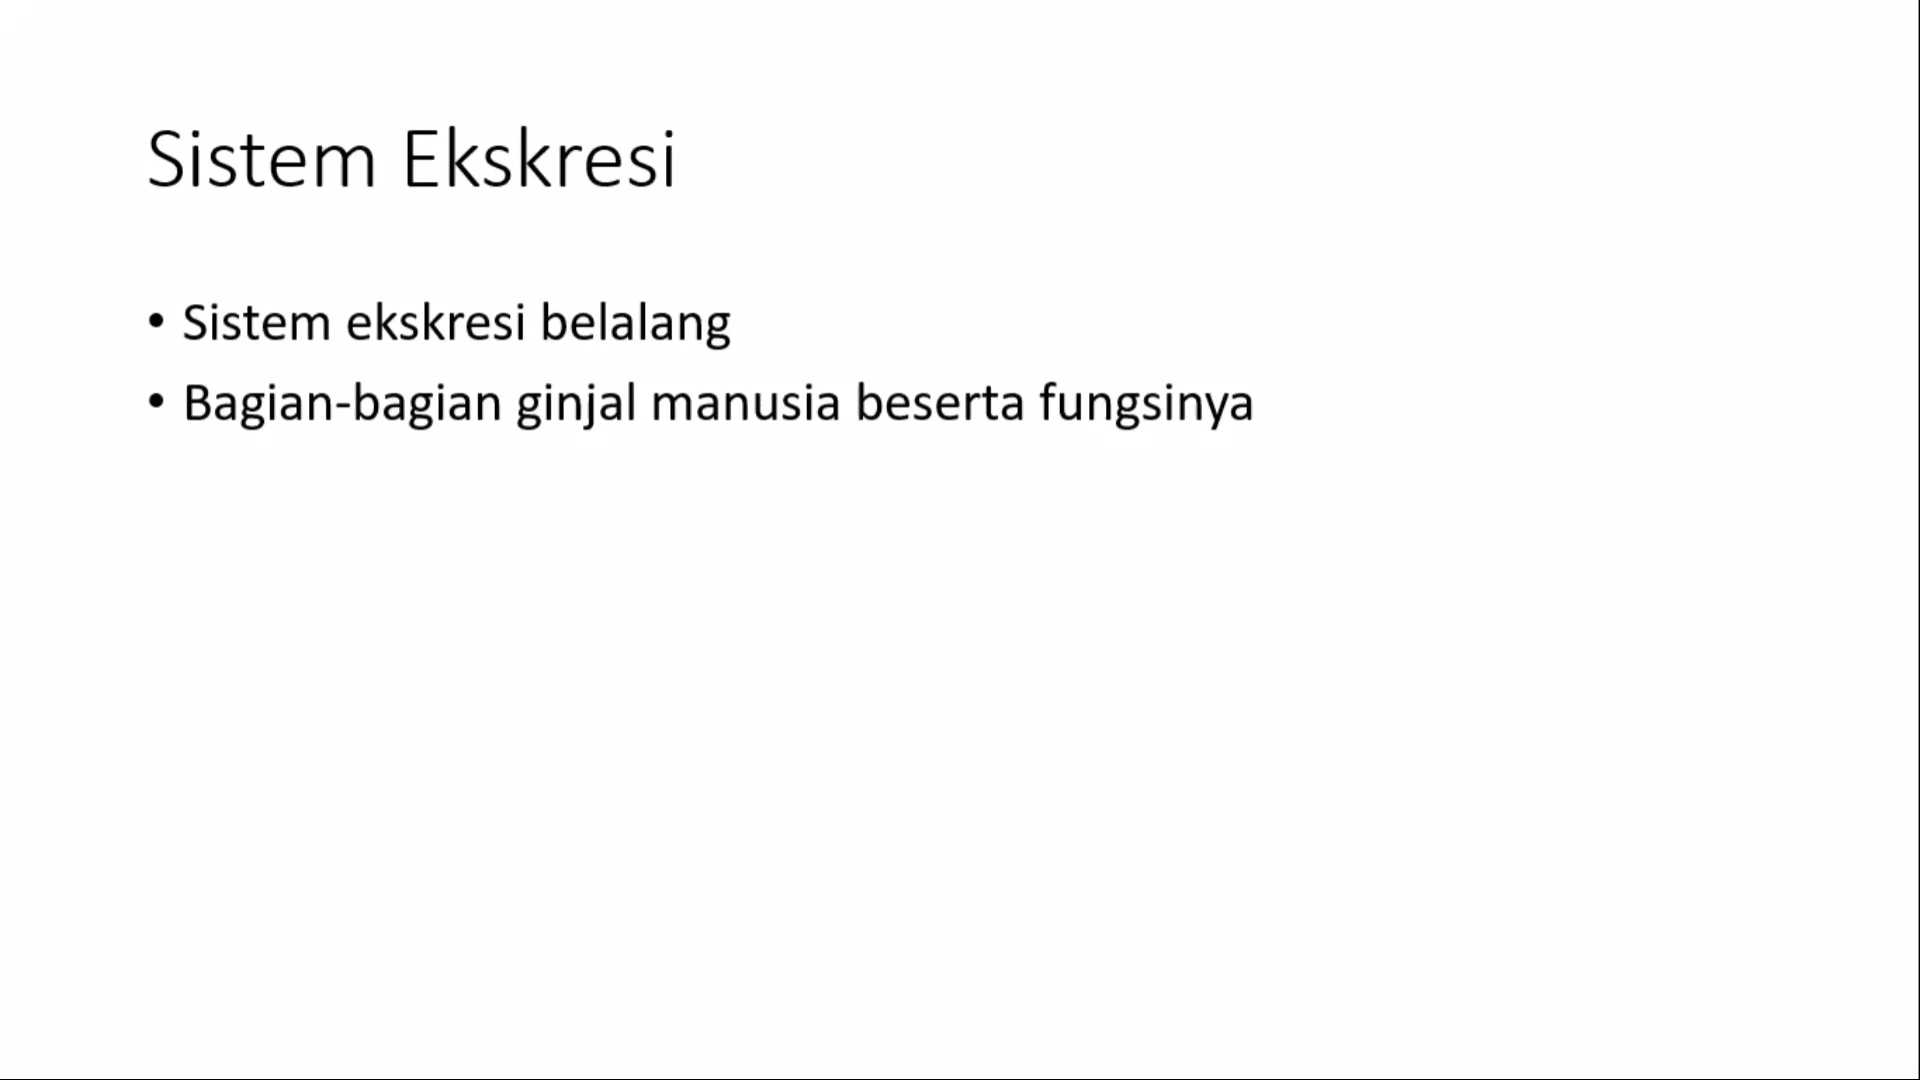 Sistem Ekskresi
• Sistem ekskresi belalang
• Bagian-bagian ginjal manusia beserta fungsinya